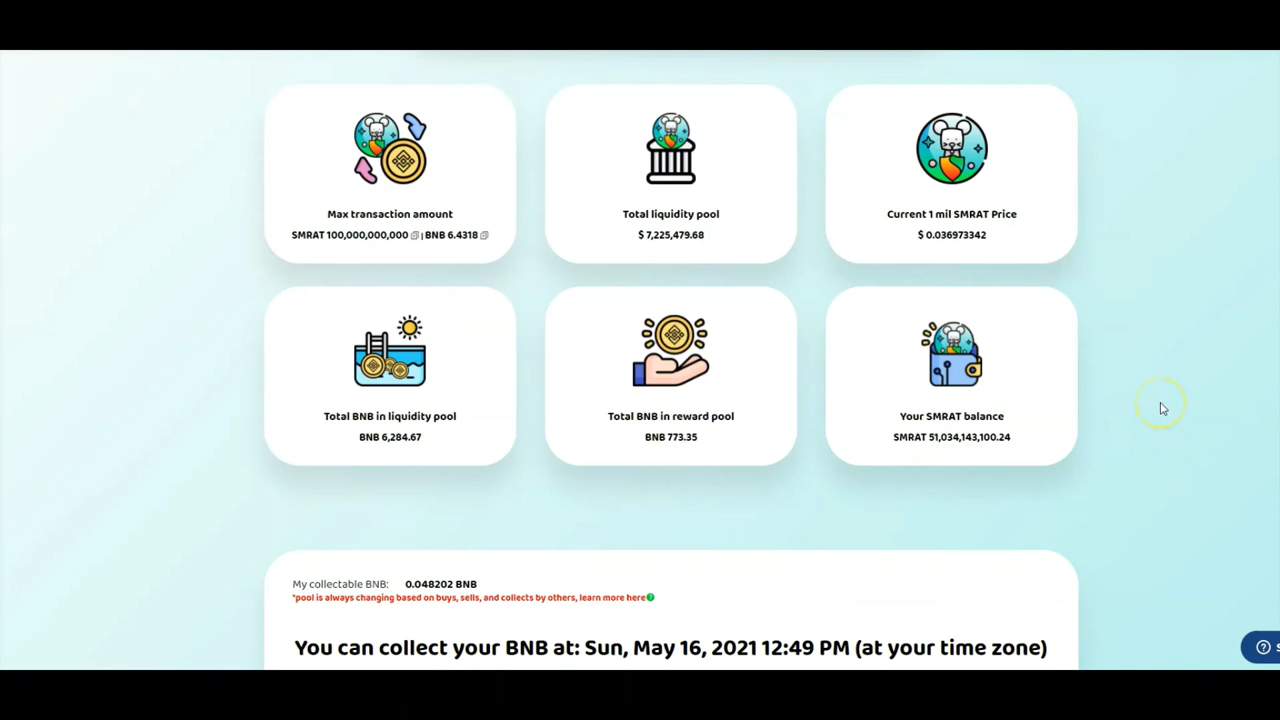 Max transaction amount
SMRAT 100,000,000,000 | BNB 6.4318
Total liquidity pool
$ 7,225,479.68
Current 1 mil SMRAT Price
$ 0.036973342
Total BNB in liquidity pool
BNB 6,284.67
Total BNB in reward pool
BNB 773.35
Your SMRAT balance
SMRAT 51,034,143,100.24
My collectable BNB: 0.048202 BNB
*pool is always changing based on buys, sells, and collects by others, learn more here
You can collect your BNB at: Sun, May 16, 2021 12:49 PM (at your time zone)